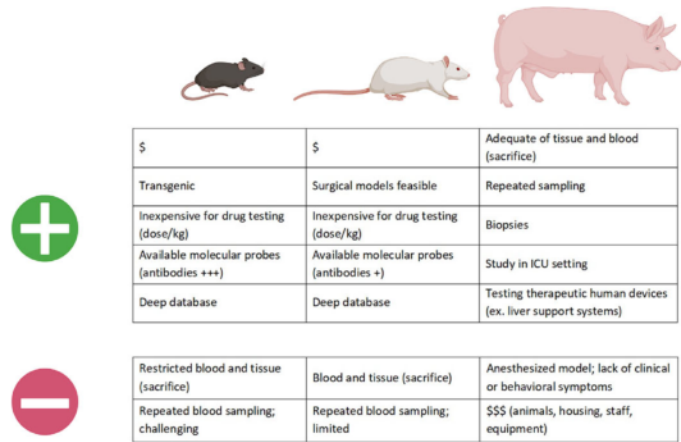 $
$
Adequate of tissue and blood
(sacrifice)
Transgenic
Surgical models feasible
Repeated sampling
Inexpensive for drug testing
(dose/kg)
Inexpensive for drug testing
(dose/kg)
Biopsies
Available molecular probes
(antibodies +++)
Available molecular probes
(antibodies +)
Study in ICU setting
Deep database
Deep database
Testing therapeutic human devices
(ex. liver support systems)
Restricted blood and tissue
(sacrifice)
Blood and tissue (sacrifice)
Anesthesized model; lack of clinical
or behavioral symptoms
Repeated blood sampling;
challenging
Repeated blood sampling;
limited
$$$ (animals, housing, staff,
equipment)